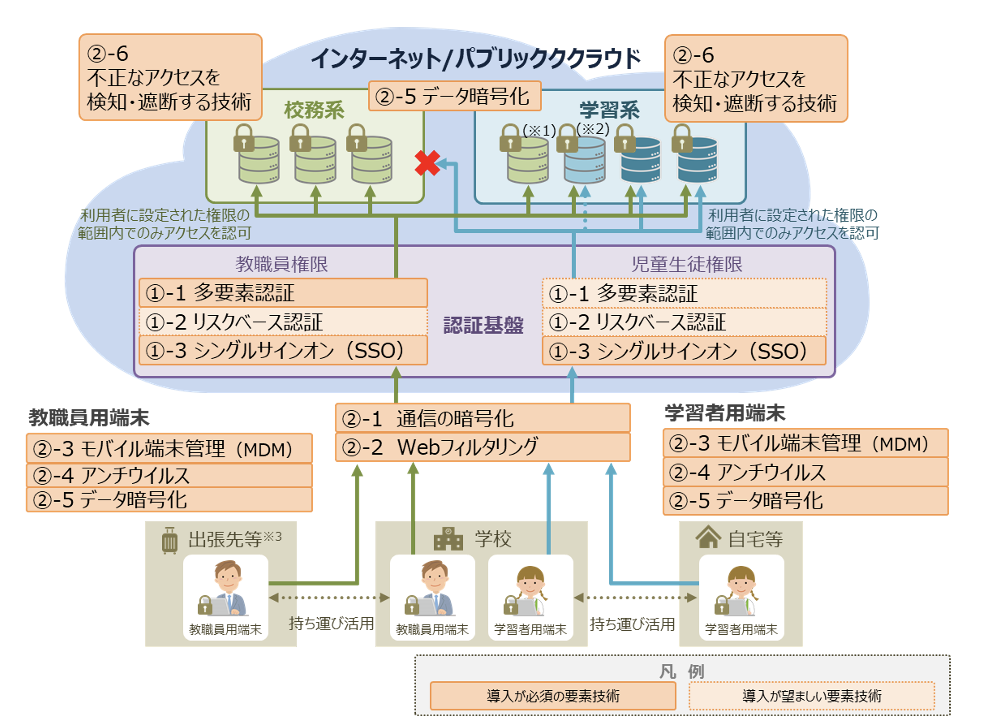 インターネット/パブリッククラウド
②-6
不正なアクセスを
検知・遮断する技術
②-6
不正なアクセスを
検知・遮断する技術
②-5 データ暗号化
校務系
学習系
(※1)
(※2)
利用者に設定された権限の
範囲内でのみアクセスを認可
利用者に設定された権限の
範囲内でのみアクセスを認可
教職員権限
①-1 多要素認証
①-2 リスクベース認証
①-3 シングルサインオン（SSO）
認証基盤
児童生徒権限
①-1 多要素認証
①-2 リスクベース認証
①-3 シングルサインオン（SSO）
教職員用端末
②-3 モバイル端末管理（MDM）
②-4 アンチウイルス
②-5 データ暗号化
②-1 通信の暗号化
②-2 Webフィルタリング
学習者用端末
②-3 モバイル端末管理（MDM）
②-4 アンチウイルス
②-5 データ暗号化
出張先等※3
学校
自宅等
教職員用端末
持ち運び活用
教職員用端末
学習者用端末
持ち運び活用
学習者用端末
凡 例
導入が必須の要素技術
導入が望ましい要素技術